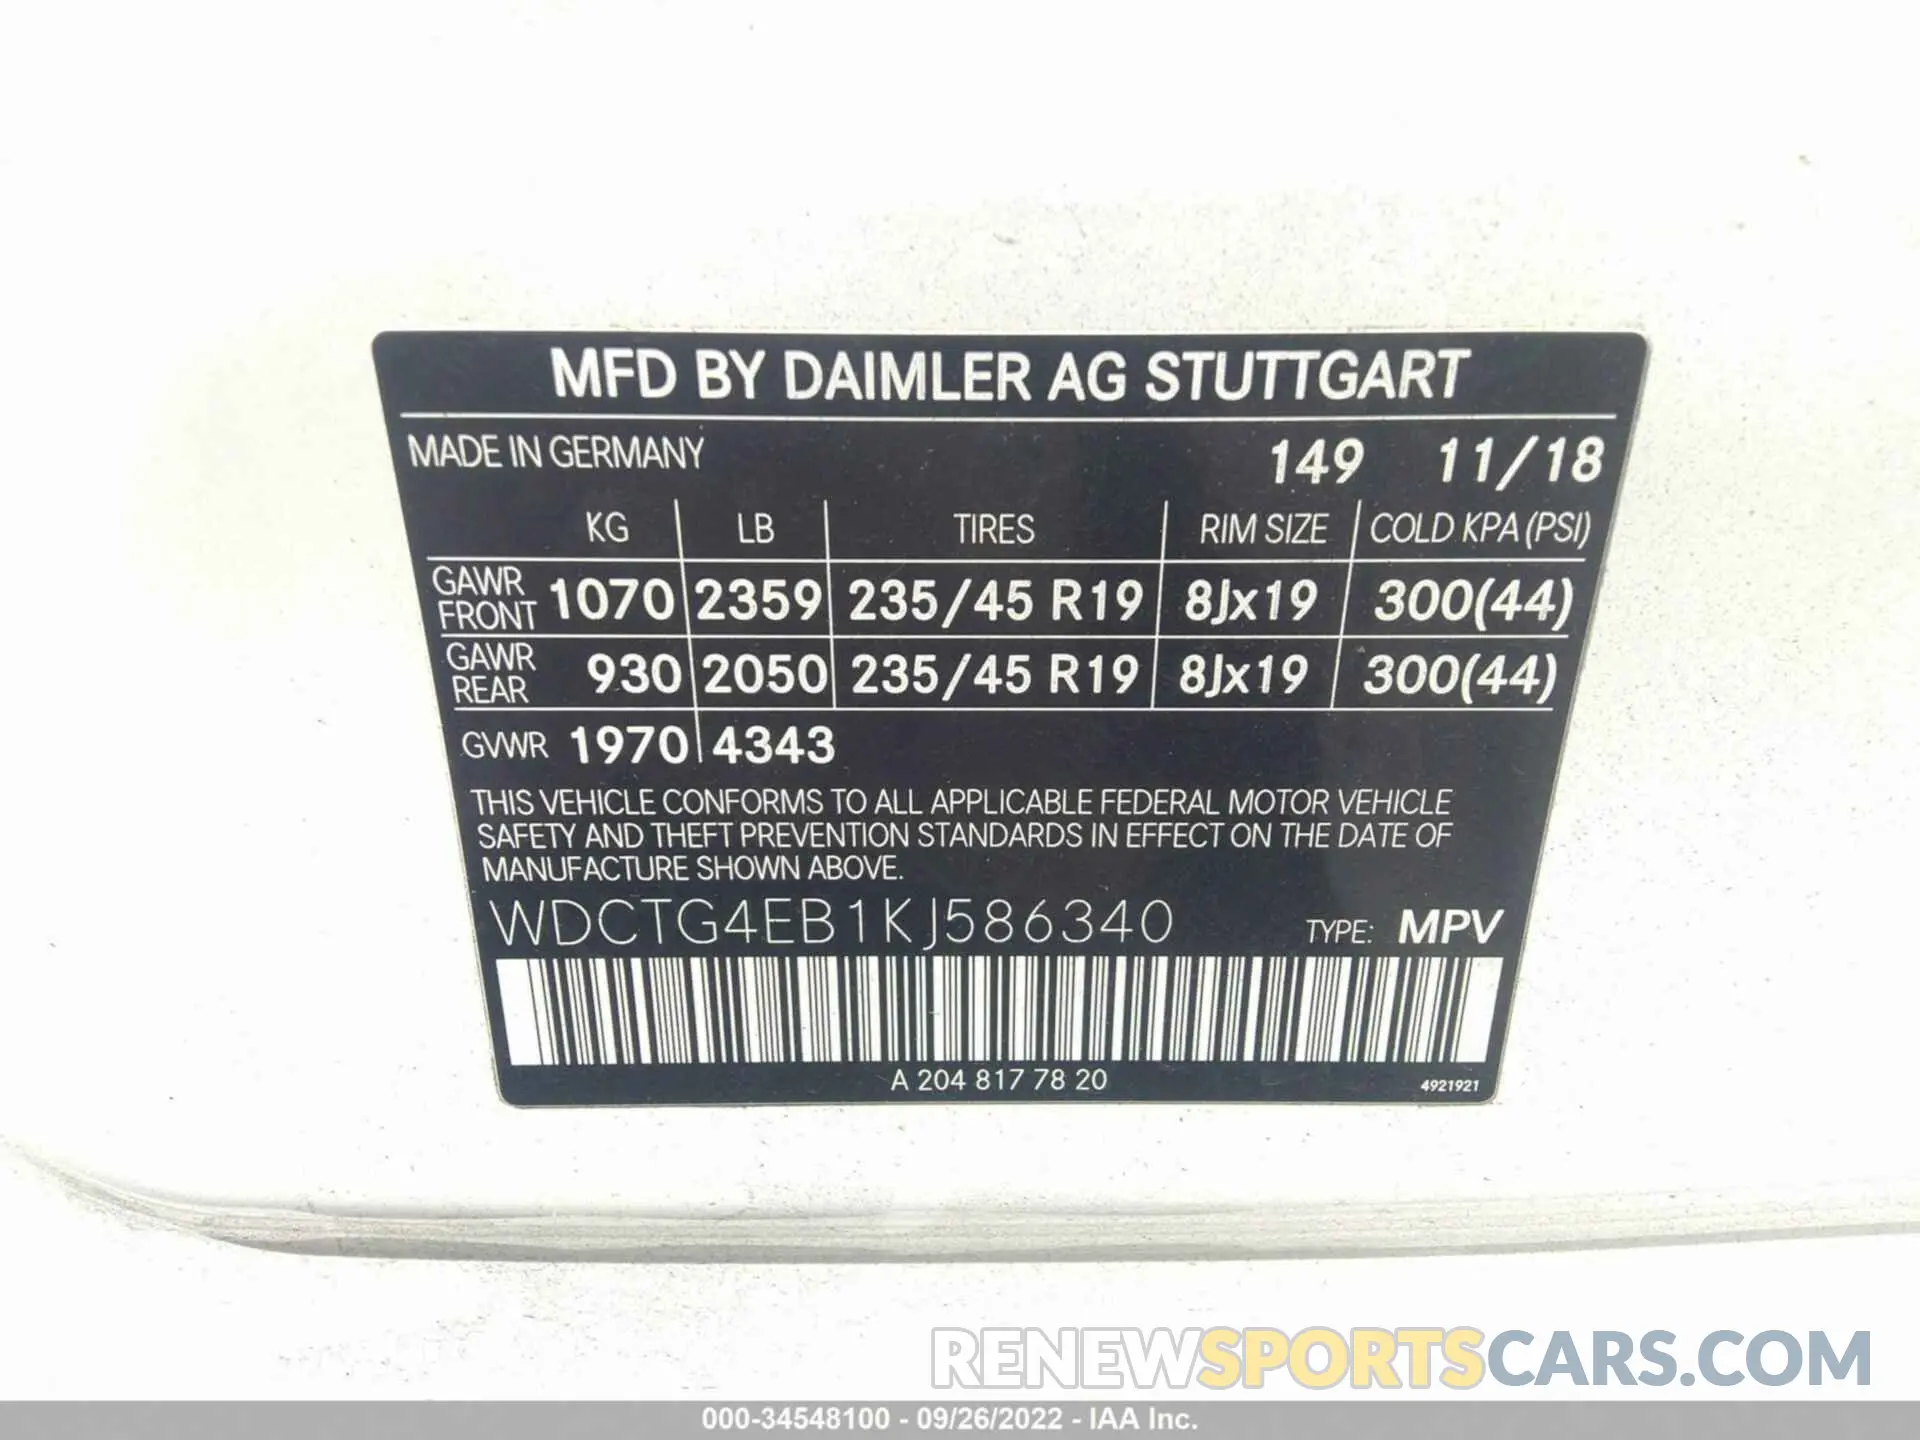 MFD BY DAIMLER AG STUTTGART
MADE IN GERMANY 149 11/18
KG LB TIRES RIM SIZE COLD KPA (PSI)
GAWR FRONT 1070 2359 235/45 R19 8Jx19 300(44)
GAWR REAR 930 2050 235/45 R19 8Jx19 300(44)
GVWR 1970 4343
THIS VEHICLE CONFORMS TO ALL APPLICABLE FEDERAL MOTOR VEHICLE
SAFETY AND THEFT PREVENTION STANDARDS IN EFFECT ON THE DATE OF
MANUFACTURE SHOWN ABOVE.
WDCTG4EB1KJ586340 TYPE: MPV
A 204 817 78 20 4921921
RENEWSPORTSCARS.COM
000-34548100 - 09/26/2022 - IAA Inc.